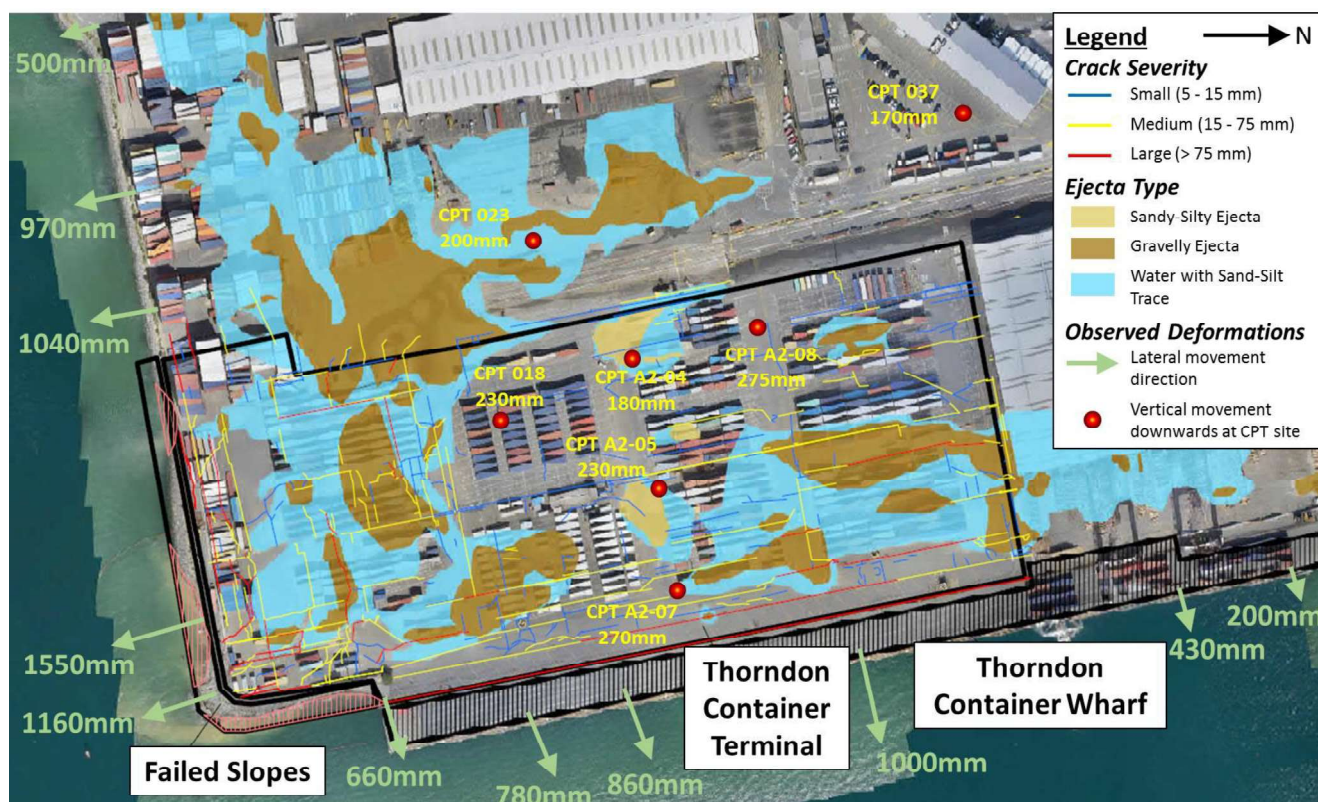 500mm
970mm
1040mm
1550mm
1160mm
CPT 037
170mm
CPT 023
200mm
CPT 018
230mm
CPT A2-04
180mm
CPT A2-08
275mm
CPT A2-05
230mm
CPT A2-07
270mm
Legend
N
Crack Severity
Small (5 - 15 mm)
Medium (15 - 75 mm)
Large (> 75 mm)
Ejecta Type
Sandy-Silty Ejecta
Gravelly Ejecta
Water with Sand-Silt
Trace
Observed Deformations
Lateral movement
direction
Vertical movement
downwards at CPT site
Failed Slopes
660mm
780mm
860mm
Thorndon
Container
Terminal
1000mm
Thorndon
Container Wharf
430mm
200mm